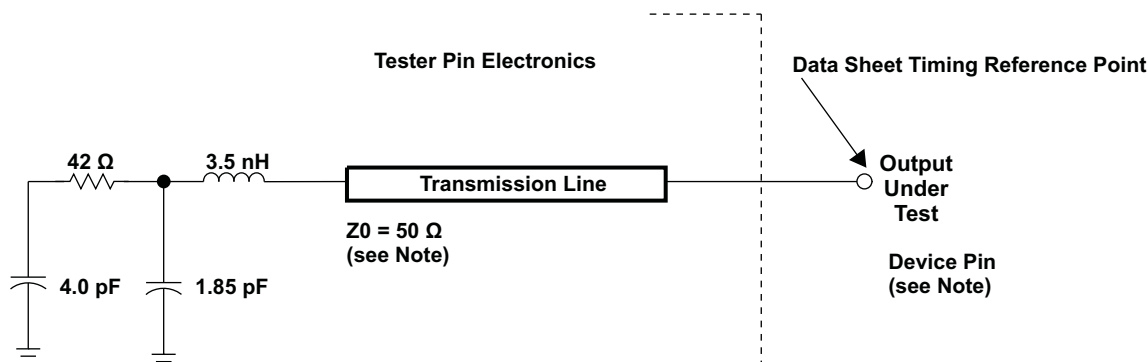 Tester Pin Electronics
Data Sheet Timing Reference Point
42 Ω
3.5 nH
Transmission Line
Output
Under
Test
Z0 = 50 Ω
(see Note)
Device Pin
(see Note)
4.0 pF
1.85 pF